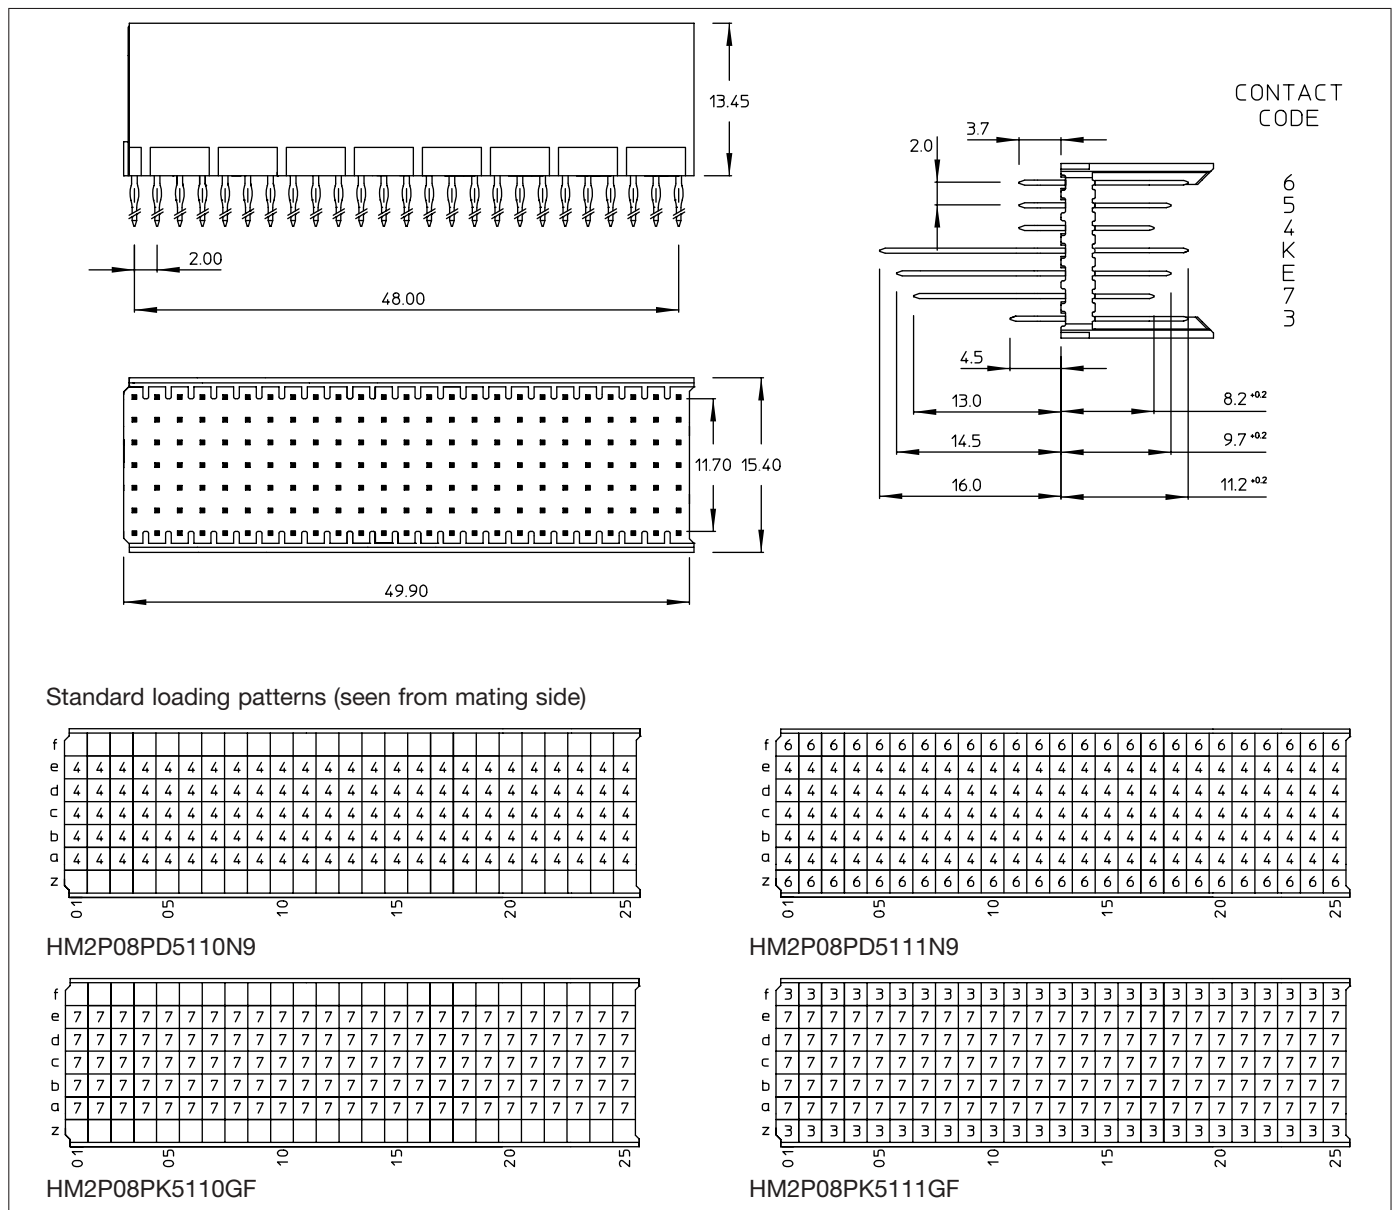 13.45
2.00
48.00
11.70 15.40
49.90
CONTACT
CODE
3.7
2.0
6
5
4
K
E
7
3
4.5
13.0
8.2 +0.2
14.5
9.7 +0.2
16.0
11.2 +0.2
Standard loading patterns (seen from mating side)
f
e 4 4 4 4 4 4 4 4 4 4 4 4 4 4 4 4 4 4 4 4 4 4 4 4 4
d 4 4 4 4 4 4 4 4 4 4 4 4 4 4 4 4 4 4 4 4 4 4 4 4 4
c 4 4 4 4 4 4 4 4 4 4 4 4 4 4 4 4 4 4 4 4 4 4 4 4 4
b 4 4 4 4 4 4 4 4 4 4 4 4 4 4 4 4 4 4 4 4 4 4 4 4 4
a 4 4 4 4 4 4 4 4 4 4 4 4 4 4 4 4 4 4 4 4 4 4 4 4 4
z
01 05 10 15 20 25
HM2P08PD5110N9
f 6 6 6 6 6 6 6 6 6 6 6 6 6 6 6 6 6 6 6 6 6 6 6 6 6
e 4 4 4 4 4 4 4 4 4 4 4 4 4 4 4 4 4 4 4 4 4 4 4 4 4
d 4 4 4 4 4 4 4 4 4 4 4 4 4 4 4 4 4 4 4 4 4 4 4 4 4
c 4 4 4 4 4 4 4 4 4 4 4 4 4 4 4 4 4 4 4 4 4 4 4 4 4
b 4 4 4 4 4 4 4 4 4 4 4 4 4 4 4 4 4 4 4 4 4 4 4 4 4
a 4 4 4 4 4 4 4 4 4 4 4 4 4 4 4 4 4 4 4 4 4 4 4 4 4
z 6 6 6 6 6 6 6 6 6 6 6 6 6 6 6 6 6 6 6 6 6 6 6 6 6
01 05 10 15 20 25
HM2P08PD5111N9
f
e 7 7 7 7 7 7 7 7 7 7 7 7 7 7 7 7 7 7 7 7 7 7 7 7 7
d 7 7 7 7 7 7 7 7 7 7 7 7 7 7 7 7 7 7 7 7 7 7 7 7 7
c 7 7 7 7 7 7 7 7 7 7 7 7 7 7 7 7 7 7 7 7 7 7 7 7 7
b 7 7 7 7 7 7 7 7 7 7 7 7 7 7 7 7 7 7 7 7 7 7 7 7 7
a 7 7 7 7 7 7 7 7 7 7 7 7 7 7 7 7 7 7 7 7 7 7 7 7 7
z
01 05 10 15 20 25
HM2P08PK5110GF
f 3 3 3 3 3 3 3 3 3 3 3 3 3 3 3 3 3 3 3 3 3 3 3 3 3
e 7 7 7 7 7 7 7 7 7 7 7 7 7 7 7 7 7 7 7 7 7 7 7 7 7
d 7 7 7 7 7 7 7 7 7 7 7 7 7 7 7 7 7 7 7 7 7 7 7 7 7
c 7 7 7 7 7 7 7 7 7 7 7 7 7 7 7 7 7 7 7 7 7 7 7 7 7
b 7 7 7 7 7 7 7 7 7 7 7 7 7 7 7 7 7 7 7 7 7 7 7 7 7
a 7 7 7 7 7 7 7 7 7 7 7 7 7 7 7 7 7 7 7 7 7 7 7 7 7
z 3 3 3 3 3 3 3 3 3 3 3 3 3 3 3 3 3 3 3 3 3 3 3 3 3
01 05 10 15 20 25
HM2P08PK5111GF